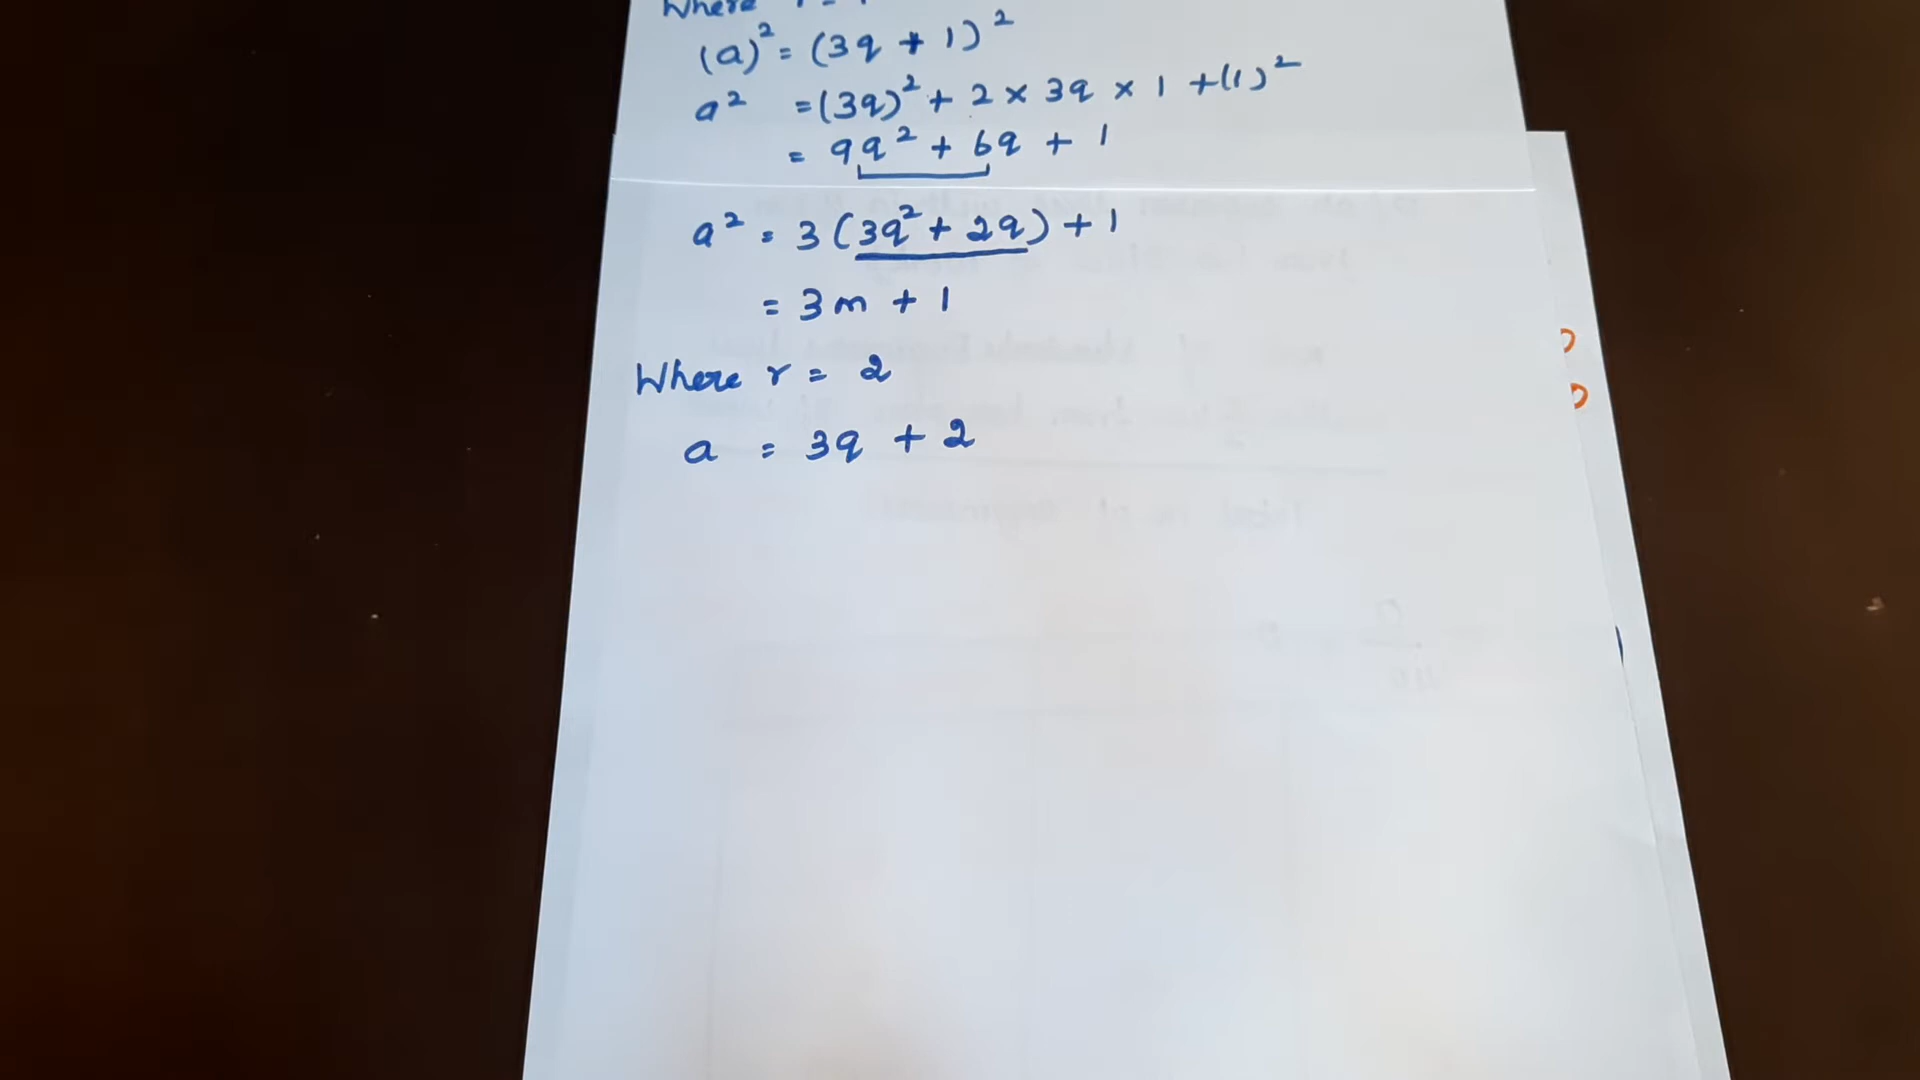 Where r =
(a)² = (3q + 1)²
a² = (3q)² + 2 × 3q × 1 + (1)²
= 9q² + 6q + 1
a² = 3 (3q² + 2q) + 1
= 3m + 1
Where r = 2
a = 3q + 2